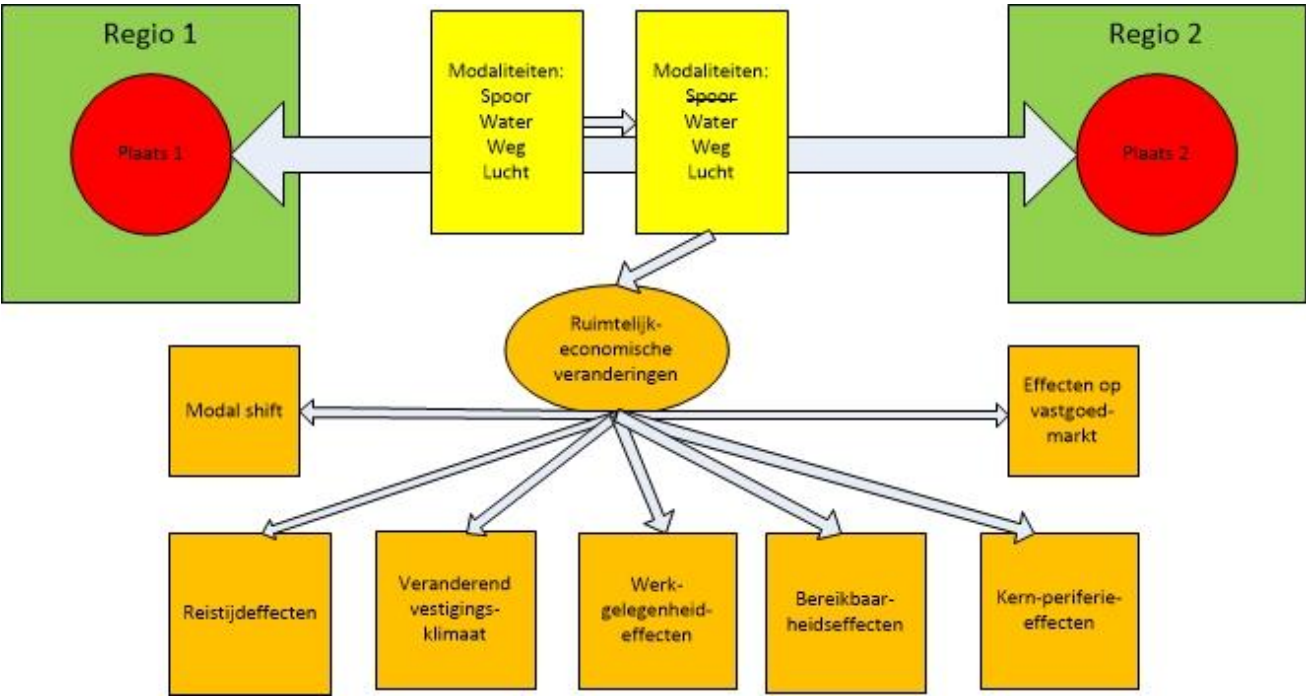 Regio 1
Plaats 1
Modaliteiten:
Spoor
Water
Weg
Lucht
Modaliteiten:
Spoor
Water
Weg
Lucht
Regio 2
Plaats 2
Ruimtelijk-
economische
veranderingen
Modal shift
Effecten op
vastgoed-
markt
Reistijdeffecten
Veranderend
vestigings-
klimaat
Werk-
gelegenheid-
effecten
Bereikbaar-
heidseffecten
Kern-periferie-
effecten